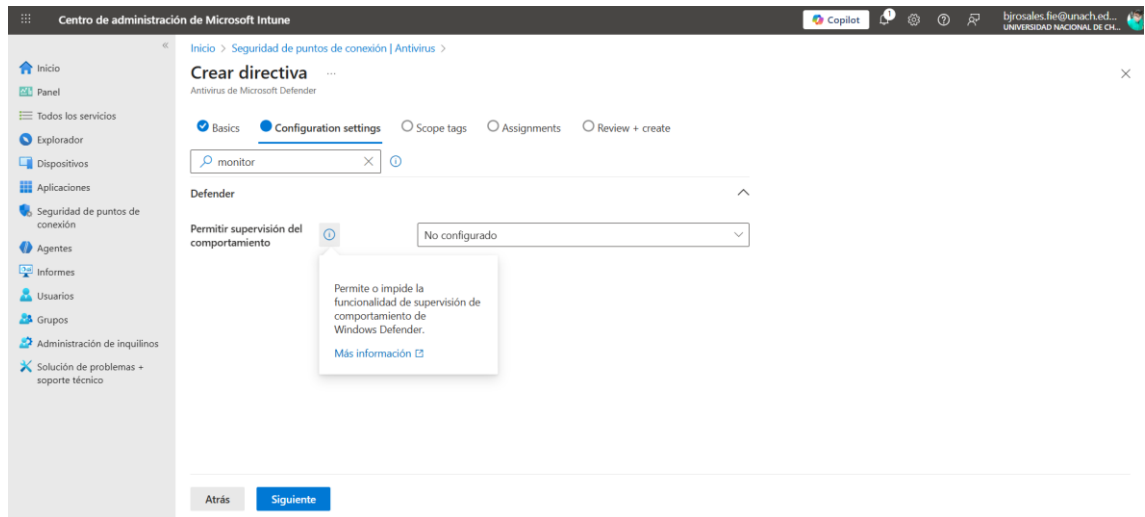 Centro de administración de Microsoft Intune
Copilot
1
bjrosales.fie@unach.ed...
UNIVERSIDAD NACIONAL DE CH...
«
Inicio
Panel
Todos los servicios
Explorador
Dispositivos
Aplicaciones
Seguridad de puntos de
conexión
Agentes
Informes
Usuarios
Grupos
Administración de inquilinos
Solución de problemas +
soporte técnico
Inicio > Seguridad de puntos de conexión | Antivirus >
Crear directiva ...
Antivirus de Microsoft Defender
Basics
Configuration settings
Scope tags
Assignments
Review + create
monitor
Defender
Permitir supervisión del
comportamiento
No configurado
Permite o impide la
funcionalidad de supervisión de
comportamiento de
Windows Defender.
Más información
Atrás
Siguiente